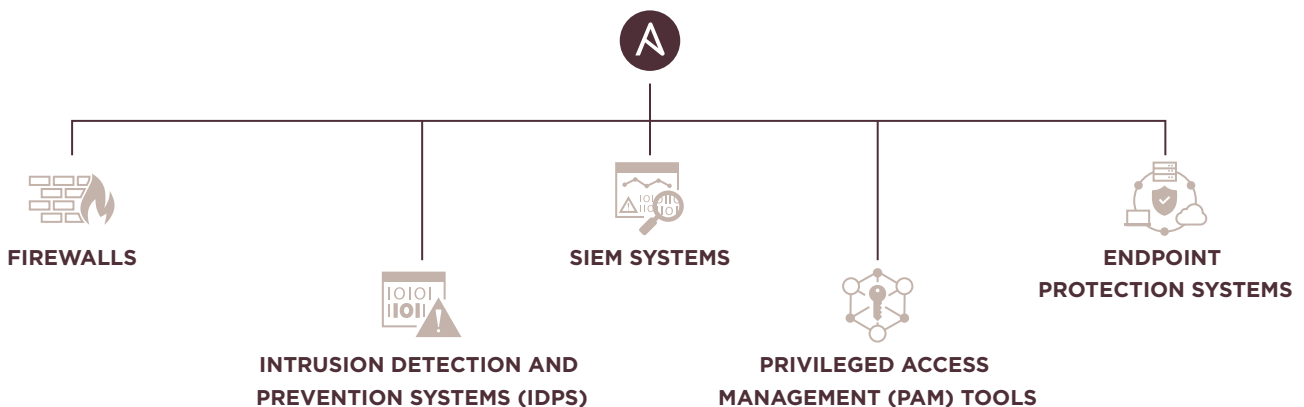 FIREWALLS
SIEM SYSTEMS
ENDPOINT
PROTECTION SYSTEMS
INTRUSION DETECTION AND
PREVENTION SYSTEMS (IDPS)
PRIVILEGED ACCESS
MANAGEMENT (PAM) TOOLS